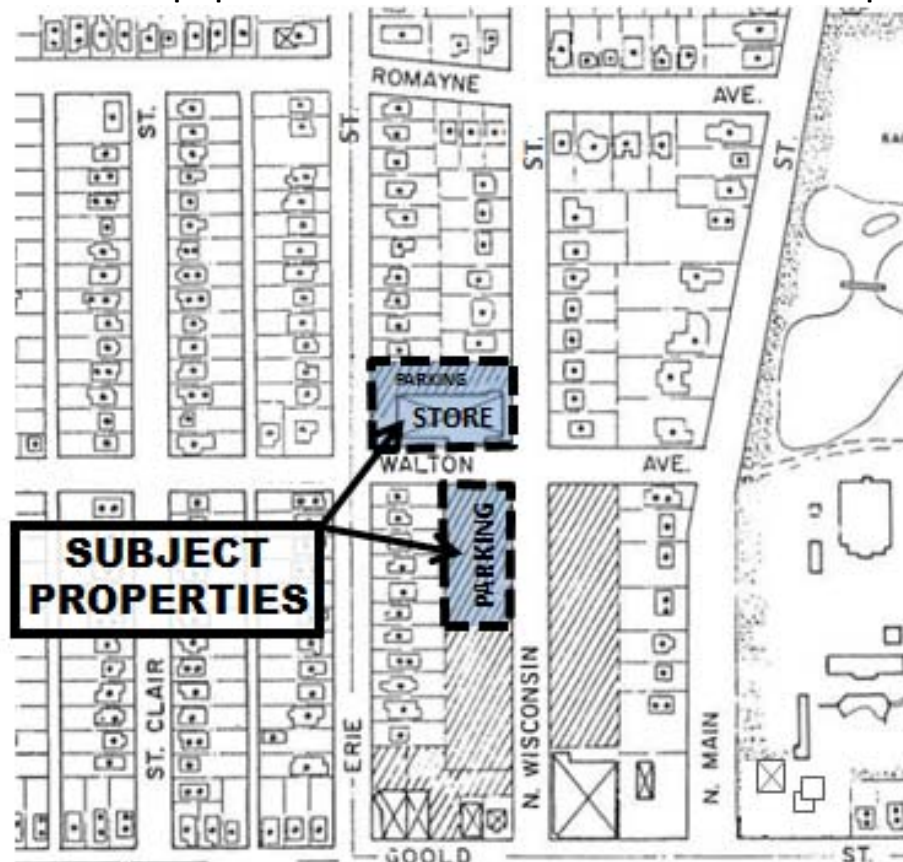 ROMAYNE
AVE.
ST.
ST.
ST.
ST.
PARKING
STORE
WALTON
AVE.
SUBJECT
PROPERTIES
PARKING
ST. CLAIR
ERIE
N. WISCONSIN
N. MAIN
GOOLD
ST.